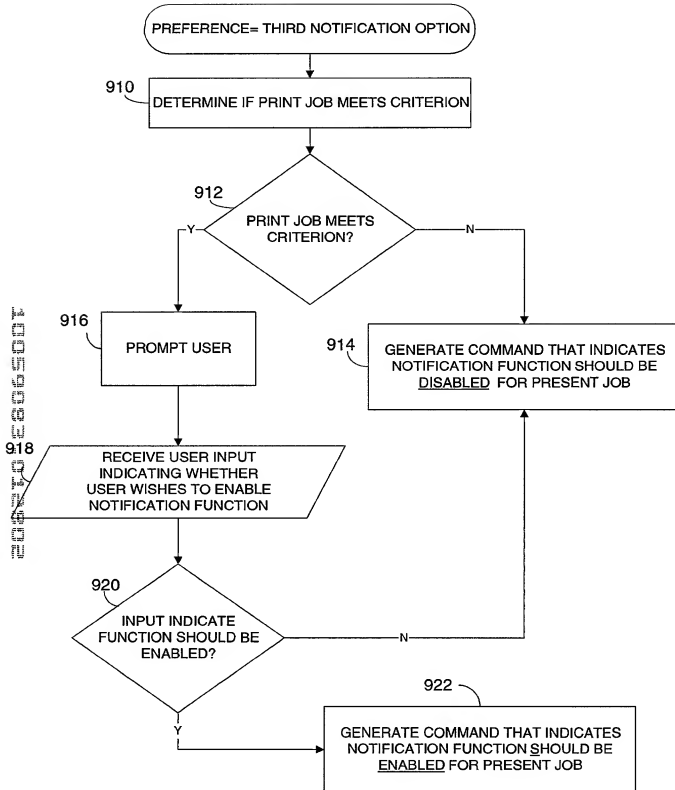 PREFERENCE= THIRD NOTIFICATION OPTION
910
DETERMINE IF PRINT JOB MEETS CRITERION
912
PRINT JOB MEETS
CRITERION?
Y
N
916
PROMPT USER
914
GENERATE COMMAND THAT INDICATES
NOTIFICATION FUNCTION SHOULD BE
DISABLED FOR PRESENT JOB
918
RECEIVE USER INPUT
INDICATING WHETHER
USER WISHES TO ENABLE
NOTIFICATION FUNCTION
920
INPUT INDICATE
FUNCTION SHOULD BE
ENABLED?
N
Y
922
GENERATE COMMAND THAT INDICATES
NOTIFICATION FUNCTION SHOULD BE
ENABLED FOR PRESENT JOB